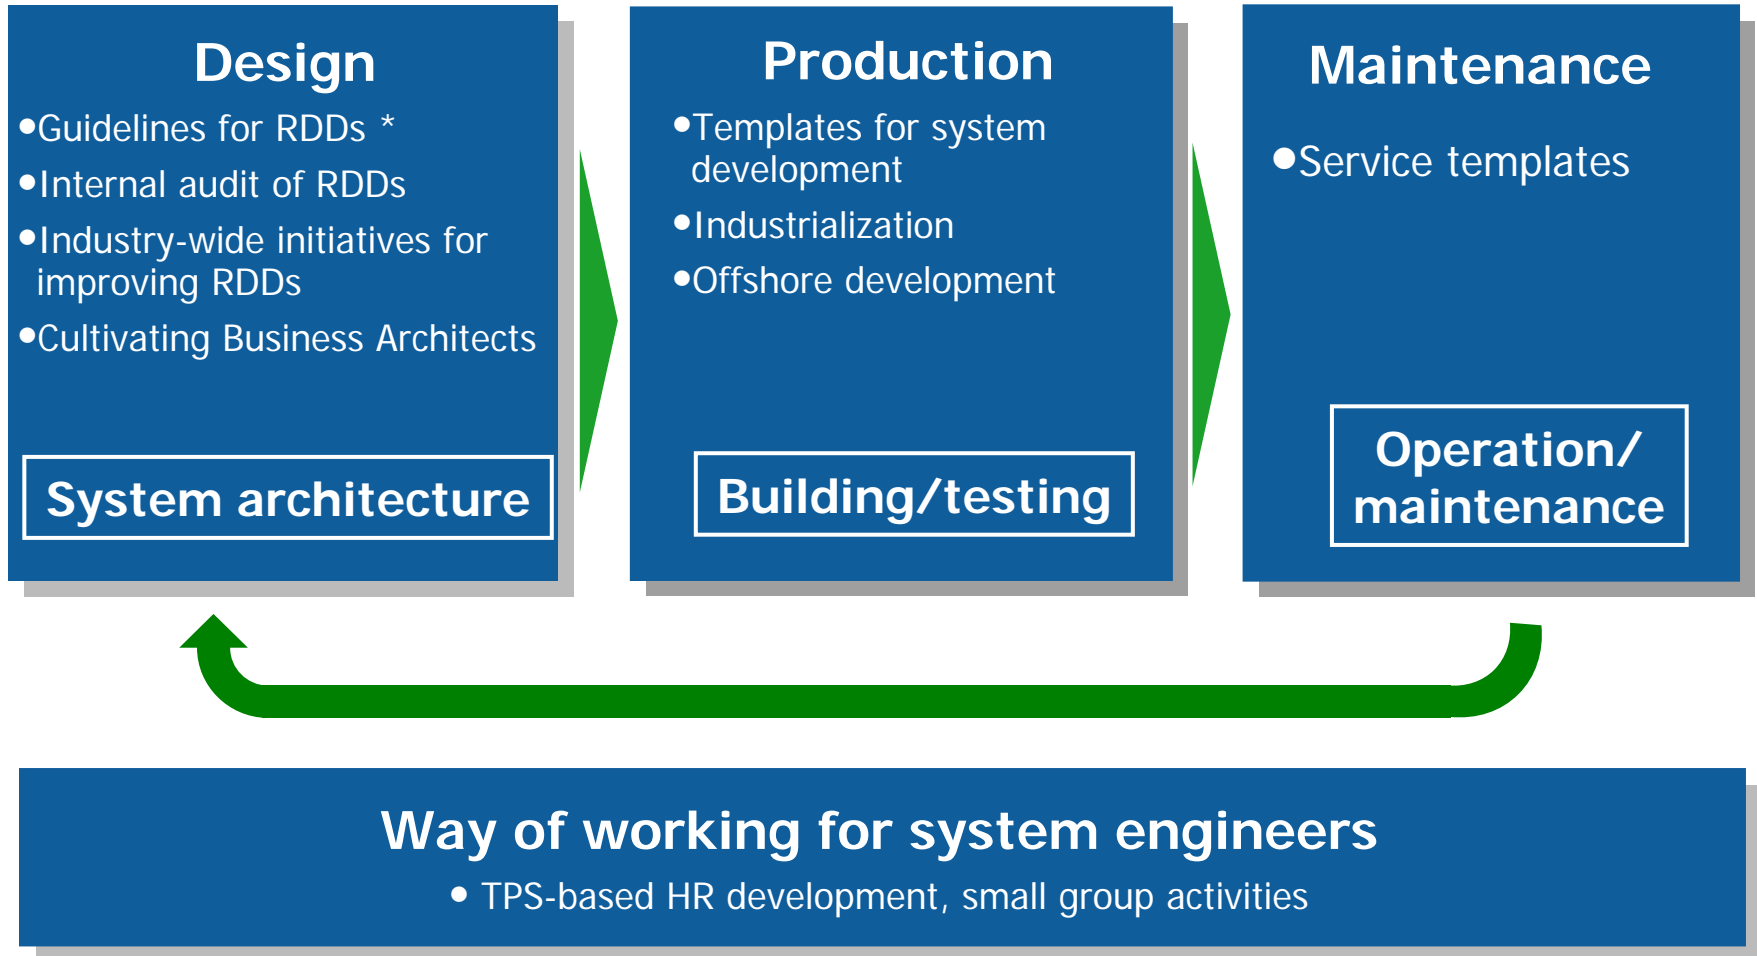 Design
•Guidelines for RDDs *
•Internal audit of RDDs
•Industry-wide initiatives for
improving RDDs
•Cultivating Business Architects
System architecture
Production
•Templates for system
development
•Industrialization
•Offshore development
Building/testing
Maintenance
•Service templates
Operation/
maintenance
Way of working for system engineers
• TPS-based HR development, small group activities